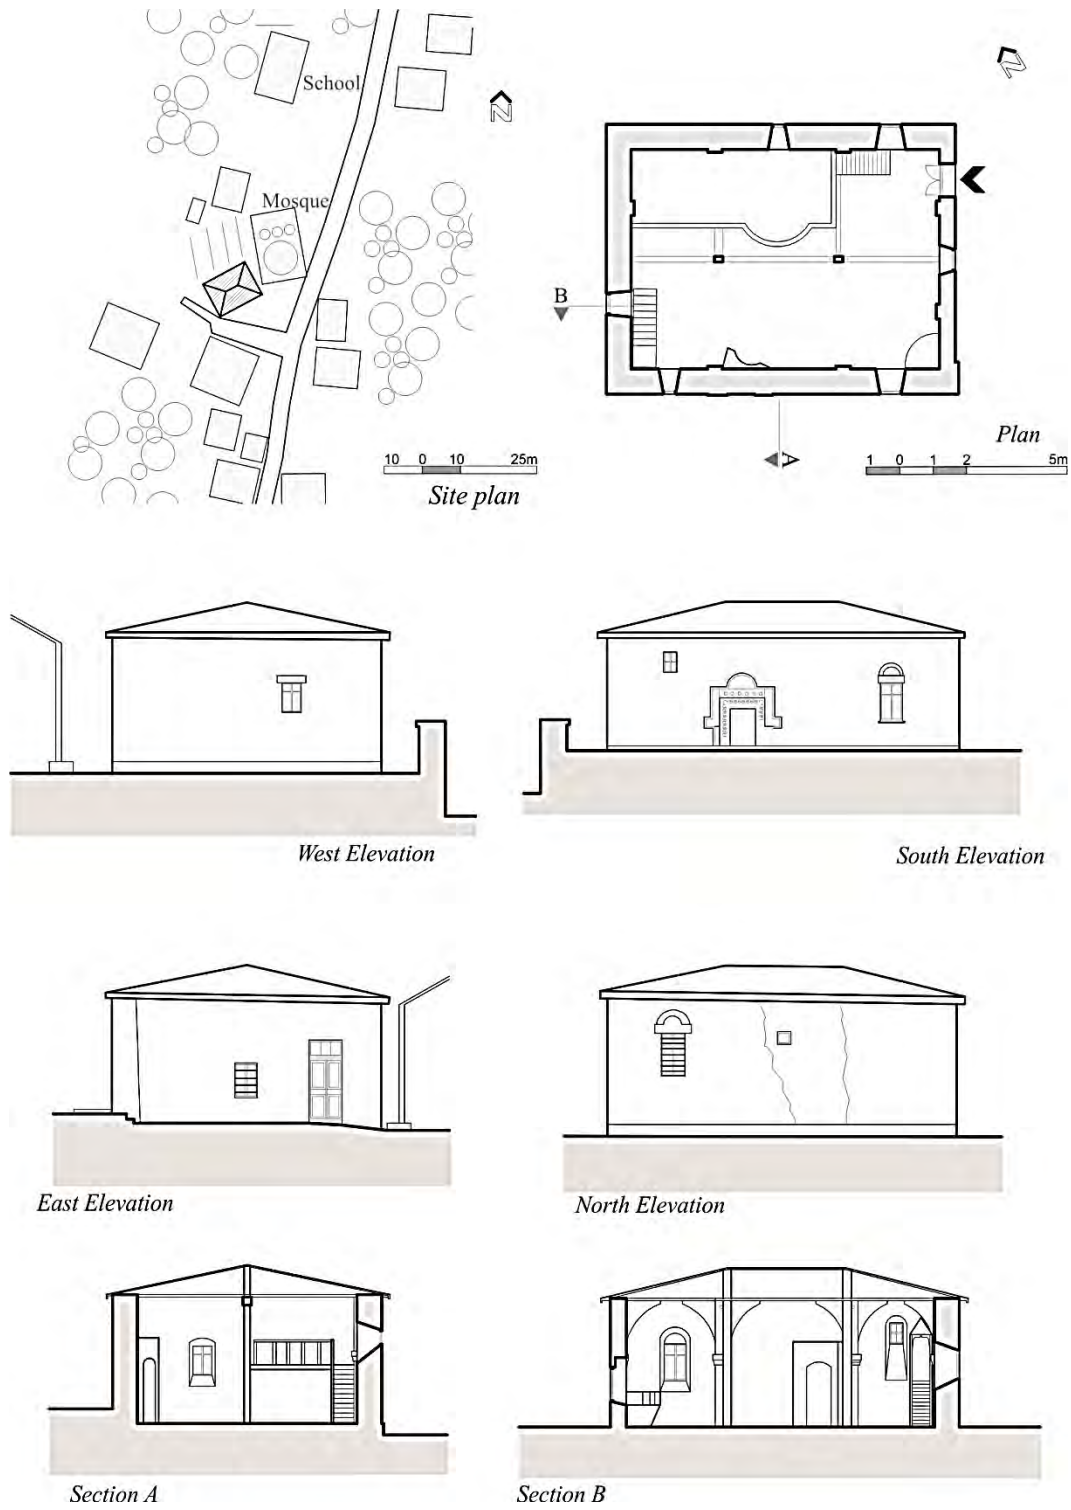 School
N
N
Mosque
B
Plan
A
10 0 10 25m
1 0 1 2 5m
Site plan
West Elevation
South Elevation
East Elevation
North Elevation
Section A
Section B